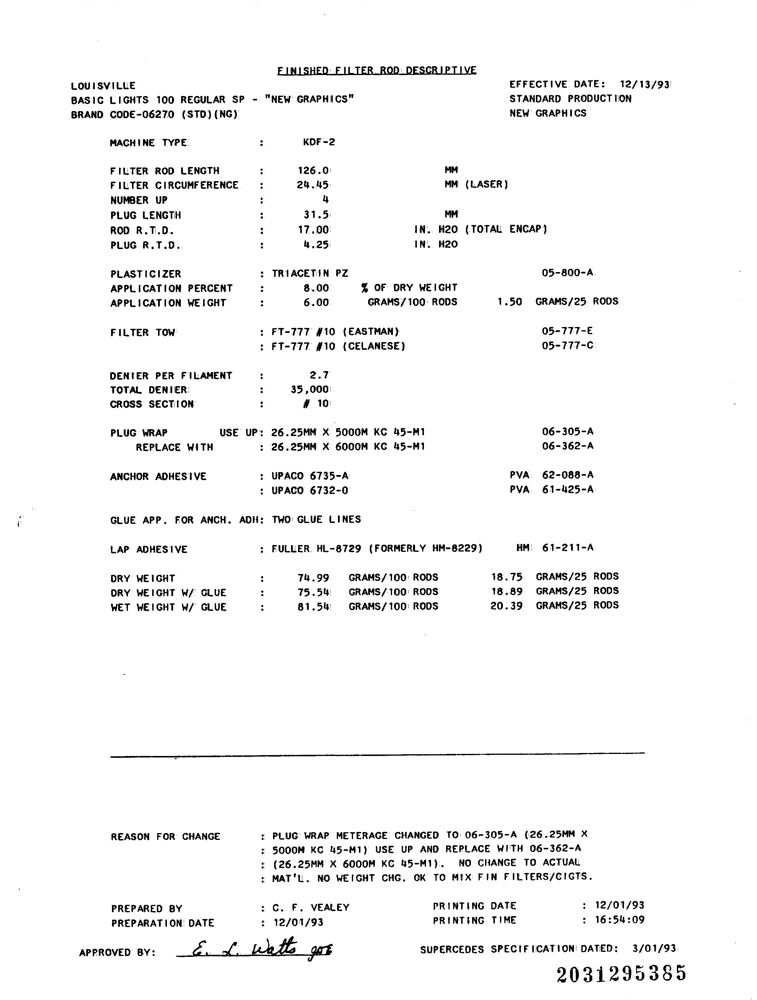 FINISHED FILTER ROD DESCRIPTIVE
LOUISVILLE EFFECTIVE DATE: 12/13/93
BASIC LIGHTS 100 REGULAR SP - "NEW GRAPHICS" STANDARD PRODUCTION
BRAND CODE-06270 (STD)(NG) NEW GRAPHICS
MACHINE TYPE : KDF-2
FILTER ROD LENGTH : 126.0 MM
FILTER CIRCUMFERENCE : 24.45 MM (LASER)
NUMBER UP : 4
PLUG LENGTH : 31.5 MM
ROD R.T.D. : 17.00 IN. H2O (TOTAL ENCAP)
PLUG R.T.D. : 4.25 IN. H2O
PLASTICIZER : TRIACETIN PZ 05-800-A
APPLICATION PERCENT : 8.00 % OF DRY WEIGHT
APPLICATION WEIGHT : 6.00 GRAMS/100 RODS 1.50 GRAMS/25 RODS
FILTER TOW : FT-777 #10 (EASTMAN) 05-777-E
: FT-777 #10 (CELANESE) 05-777-C
DENIER PER FILAMENT : 2.7
TOTAL DENIER : 35,000
CROSS SECTION : # 10
PLUG WRAP USE UP: 26.25MM X 5000M KC 45-M1 06-305-A
REPLACE WITH : 26.25MM X 6000M KC 45-M1 06-362-A
ANCHOR ADHESIVE : UPACO 6735-A PVA 62-088-A
: UPACO 6732-0 PVA 61-425-A
GLUE APP. FOR ANCH. ADH: TWO GLUE LINES
LAP ADHESIVE : FULLER HL-8729 (FORMERLY HM-8229) HM 61-211-A
DRY WEIGHT : 74.99 GRAMS/100 RODS 18.75 GRAMS/25 RODS
DRY WEIGHT W/ GLUE : 75.54 GRAMS/100 RODS 18.89 GRAMS/25 RODS
WET WEIGHT W/ GLUE : 81.54 GRAMS/100 RODS 20.39 GRAMS/25 RODS
REASON FOR CHANGE : PLUG WRAP METERAGE CHANGED TO 06-305-A (26.25MM X
: 5000M KC 45-M1) USE UP AND REPLACE WITH 06-362-A
: (26.25MM X 6000M KC 45-M1). NO CHANGE TO ACTUAL
: MAT'L. NO WEIGHT CHG. OK TO MIX FIN FILTERS/CIGTS.
PREPARED BY : C. F. VEALEY PRINTING DATE : 12/01/93
PREPARATION DATE : 12/01/93 PRINTING TIME : 16:54:09
APPROVED BY: E. L. Watts SUPERCEDES SPECIFICATION DATED: 3/01/93
2031295385